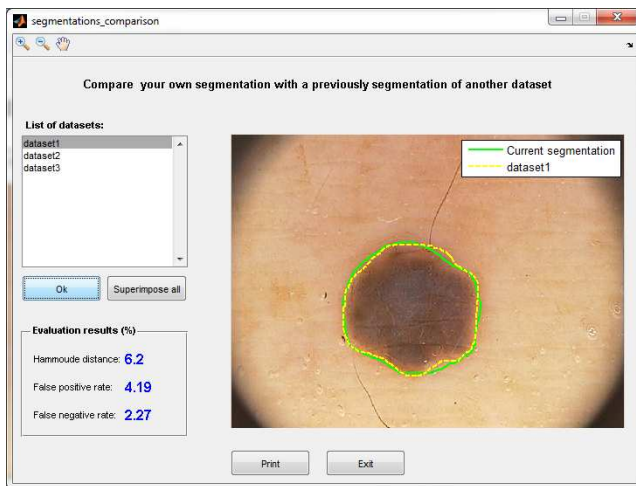 segmentations_comparison
Compare your own segmentation with a previously segmentation of another dataset
List of datasets:
dataset1
dataset2
dataset3
Ok
Superimpose all
Evaluation results (%)
Hammoude distance: 6.2
False positive rate: 4.19
False negative rate: 2.27
Current segmentation
dataset1
Print
Exit